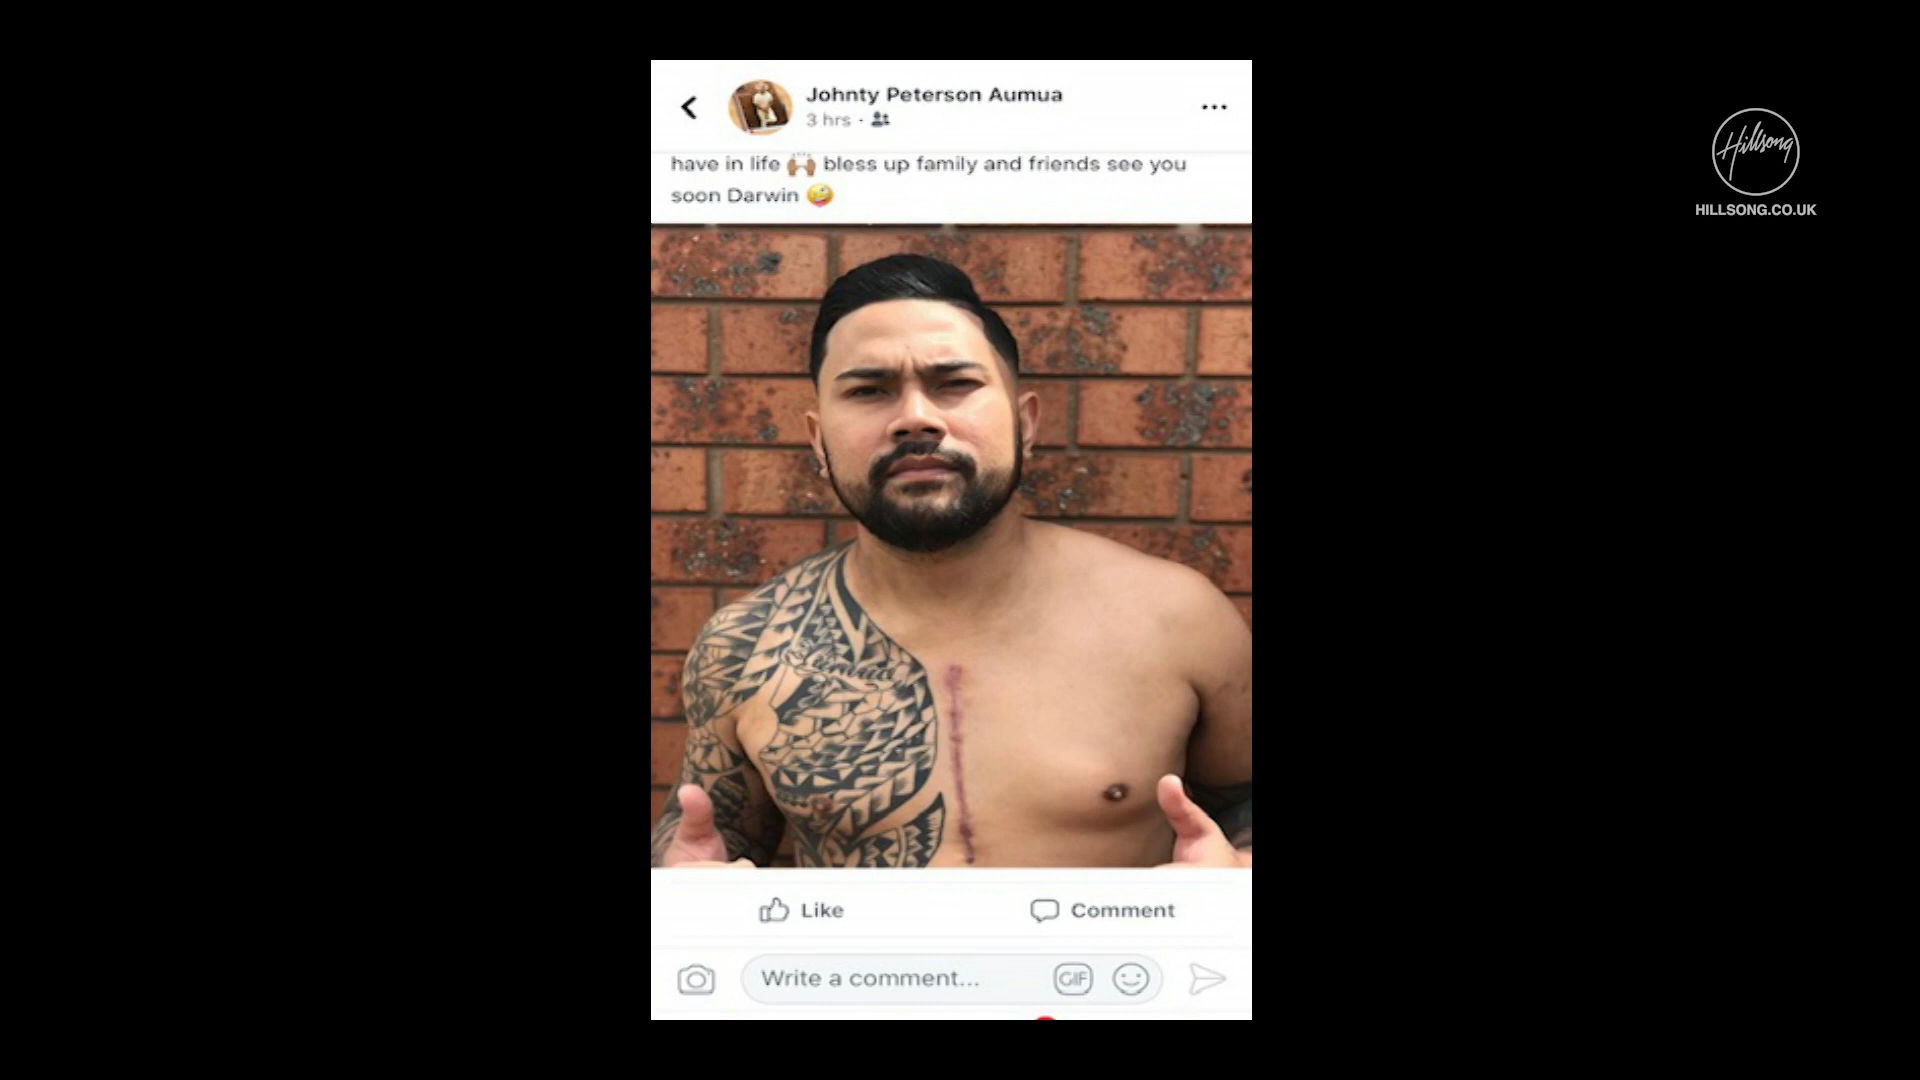 Johnty Peterson Aumua
3 hrs ·
have in life 🙌🏽 bless up family and friends see you
soon Darwin 🤪
Like
Comment
Write a comment...
GIF
Hillsong
HILLSONG.CO.UK